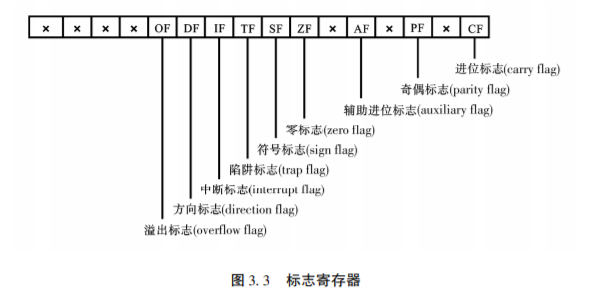 × × × × OF DF IF TF SF ZF × AF × PF × CF
进位标志(carry flag)
奇偶标志(parity flag)
辅助进位标志(auxiliary flag)
零标志(zero flag)
符号标志(sign flag)
陷阱标志(trap flag)
中断标志(interrupt flag)
方向标志(direction flag)
溢出标志(overflow flag)
图 3.3 标志寄存器